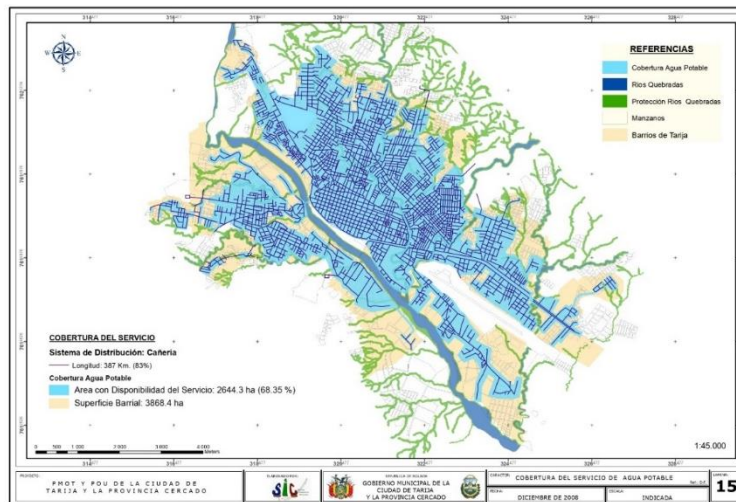 REFERENCIAS
Cobertura Agua Potable
Rios Quebradas
Protección Rios Quebradas
Manzanos
Barrios de Tarija
COBERTURA DEL SERVICIO
Sistema de Distribución: Cañería
Longitud: 387 Km. (83%)
Cobertura Agua Potable
Area con Disponibilidad del Servicio: 2644.3 ha (68.35 %)
Superficie Barrial: 3868.4 ha
1:45.000
PMOT Y POU DE LA CIUDAD DE
TARIJA Y LA PROVINCIA CERCADO
SIC
GOBIERNO MUNICIPAL DE LA
CIUDAD DE TARIJA
Y LA PROVINCIA CERCADO
COBERTURA DEL SERVICIO DE AGUA POTABLE
DICIEMBRE DE 2008
INDICADA
15